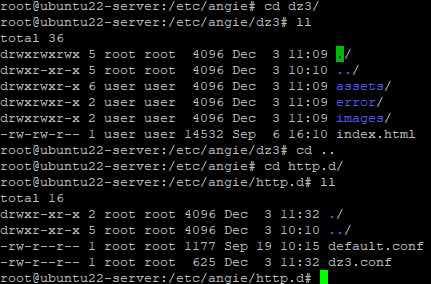 root@ubuntu22-server:/etc/angie# cd dz3/
root@ubuntu22-server:/etc/angie/dz3# ll
total 36
drwxrwxrwx 5 root root  4096 Dec  3 11:09 ./
drwxr-xr-x 5 root root  4096 Dec  3 10:10 ../
drwxrwxrwx 6 user user  4096 Dec  3 11:09 assets/
drwxrwxrwx 2 user user  4096 Dec  3 11:09 error/
drwxrwxrwx 2 user user  4096 Dec  3 11:09 images/
-rw-rw-r-- 1 user user 14532 Sep  6 16:10 index.html
root@ubuntu22-server:/etc/angie/dz3# cd ..
root@ubuntu22-server:/etc/angie# cd http.d/
root@ubuntu22-server:/etc/angie/http.d# ll
total 16
drwxr-xr-x 2 root root 4096 Dec  3 11:32 ./
drwxr-xr-x 5 root root 4096 Dec  3 10:10 ../
-rw-r--r-- 1 root root 1177 Sep 19 10:15 default.conf
-rw-r--r-- 1 root root  625 Dec  3 11:32 dz3.conf
root@ubuntu22-server:/etc/angie/http.d#